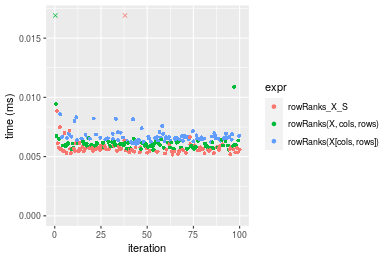 0.015
0.010
0.005
0.000
time (ms)
0
25
50
75
100
iteration
expr
rowRanks_X_S
rowRanks(X, cols, rows)
rowRanks(X[cols, rows])